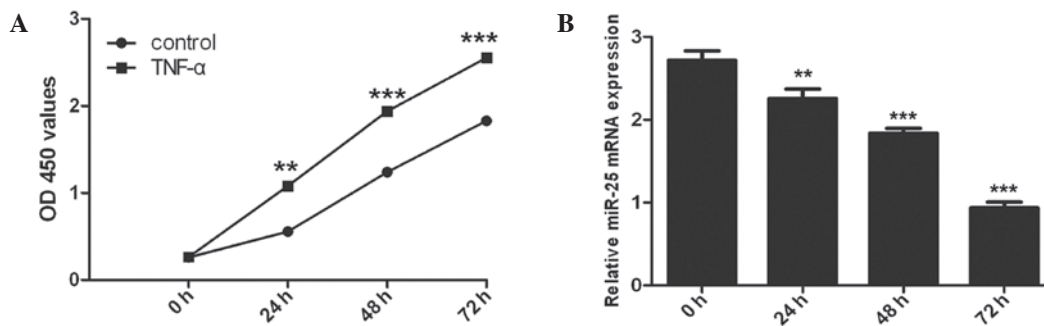 A
OD 450 values
3
2
1
0
control
TNF-α
**
***
***
0 h
24 h
48 h
72 h
B
Relative miR-25 mRNA expression
3
2
1
0
**
***
***
0 h
24 h
48 h
72 h